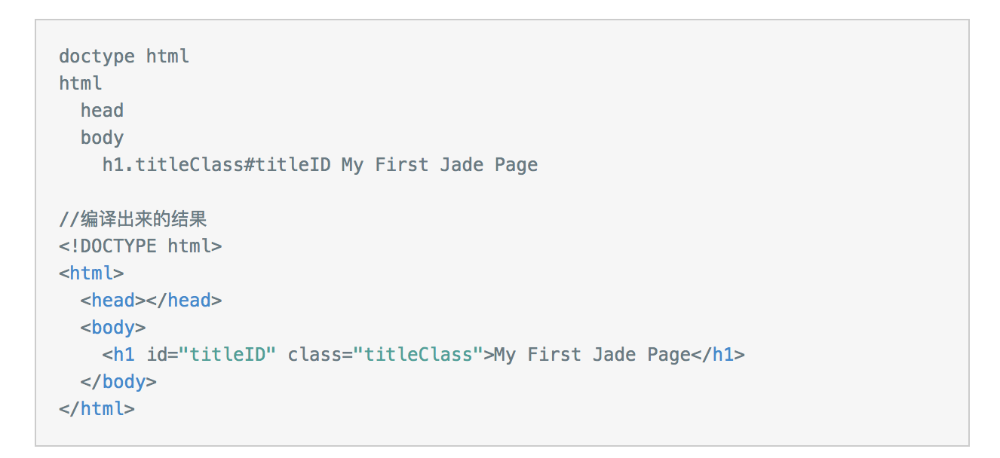 doctype html
html
  head
  body
    h1.titleClass#titleID My First Jade Page

//编译出来的结果
<!DOCTYPE html>
<html>
  <head></head>
  <body>
    <h1 id="titleID" class="titleClass">My First Jade Page</h1>
  </body>
</html>